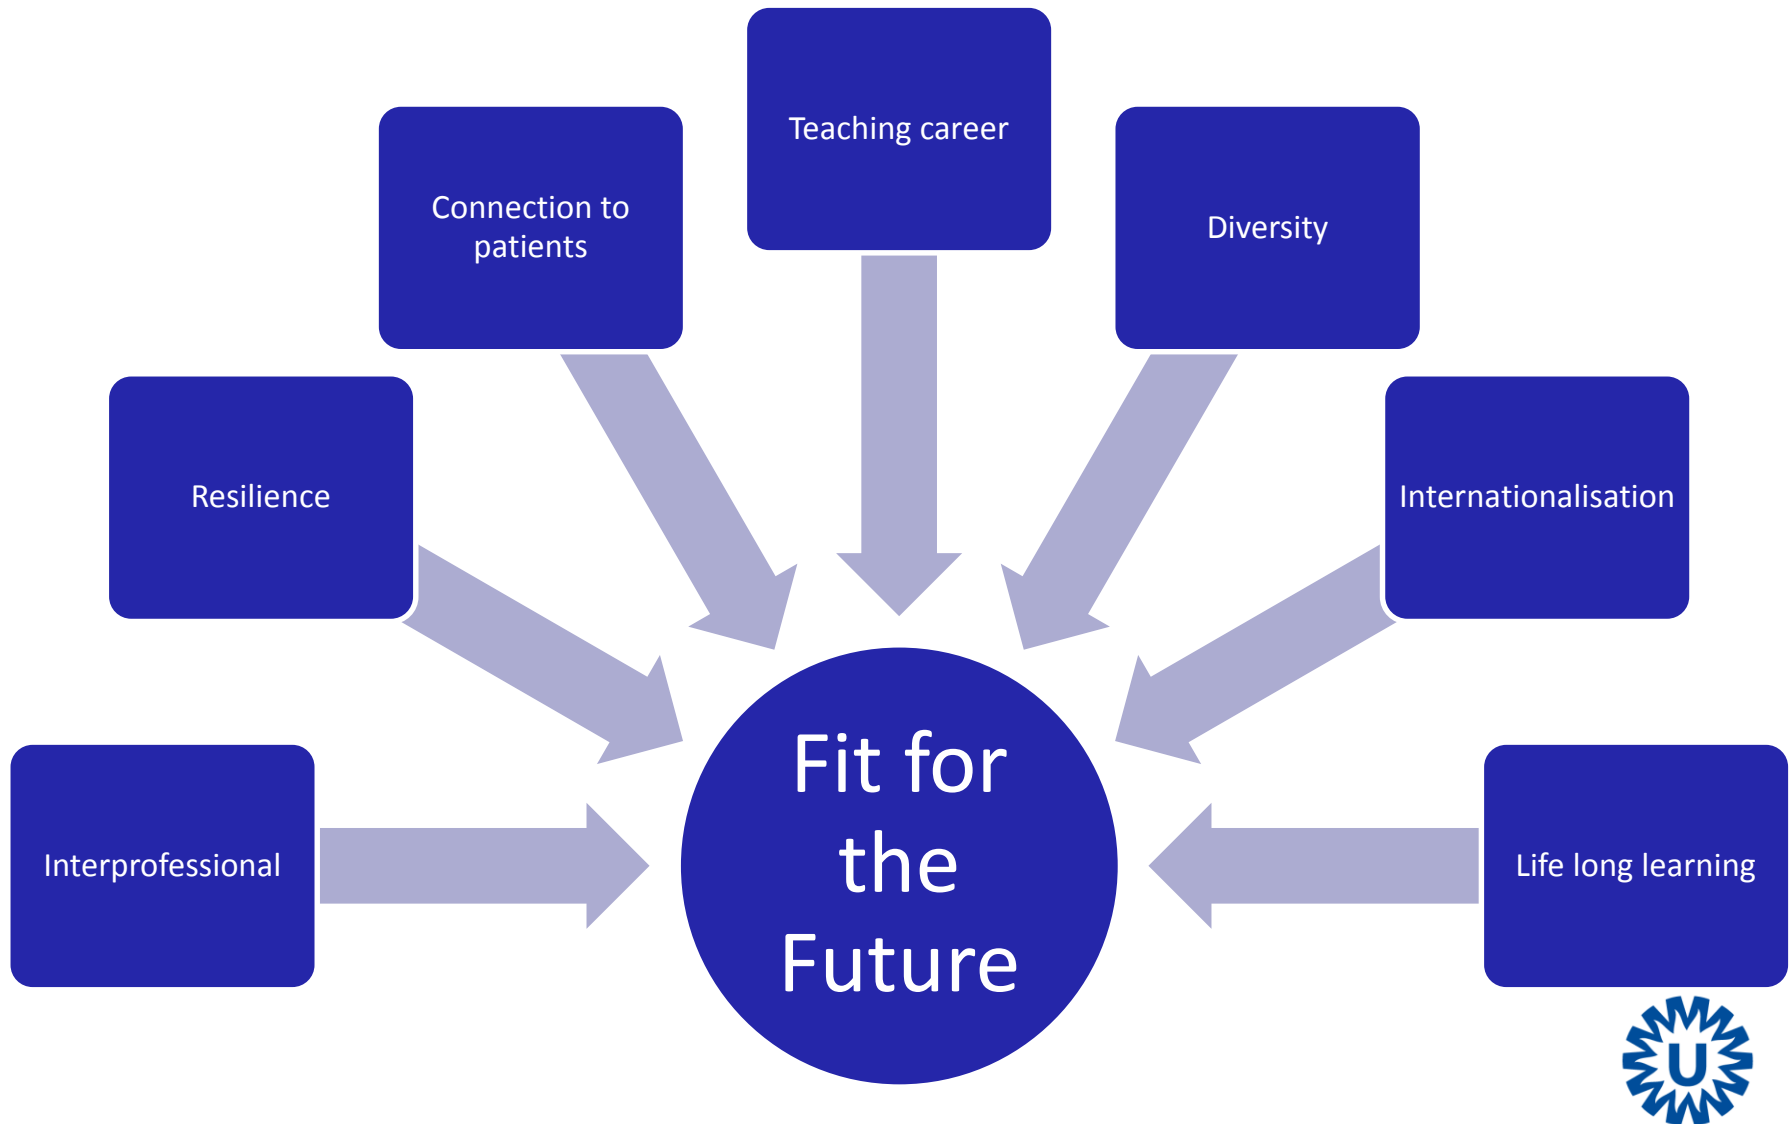 Teaching career
Connection to
patients
Diversity
Resilience
Internationalisation
Interprofessional
Fit for
the
Future
Life long learning
U